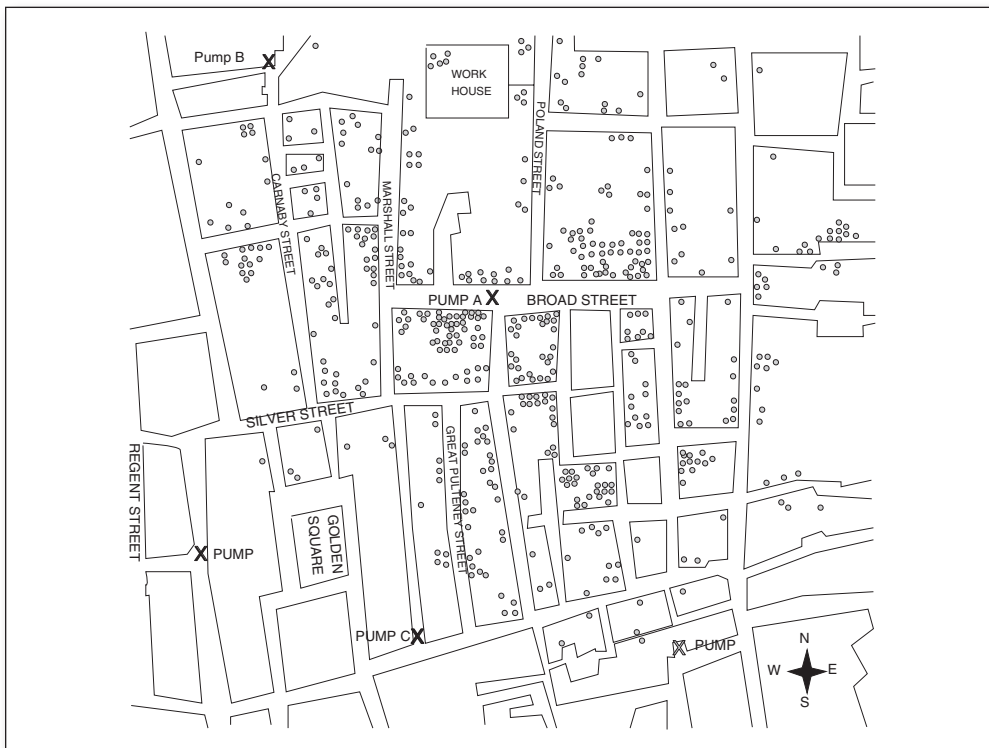 Pump B
WORK
HOUSE
POLAND STREET
CARNABY STREET
MARSHALL STREET
PUMP A
BROAD STREET
SILVER STREET
GREAT PULTENEY STREET
REGENT STREET
GOLDEN
SQUARE
PUMP
PUMP C
PUMP
N
W
E
S